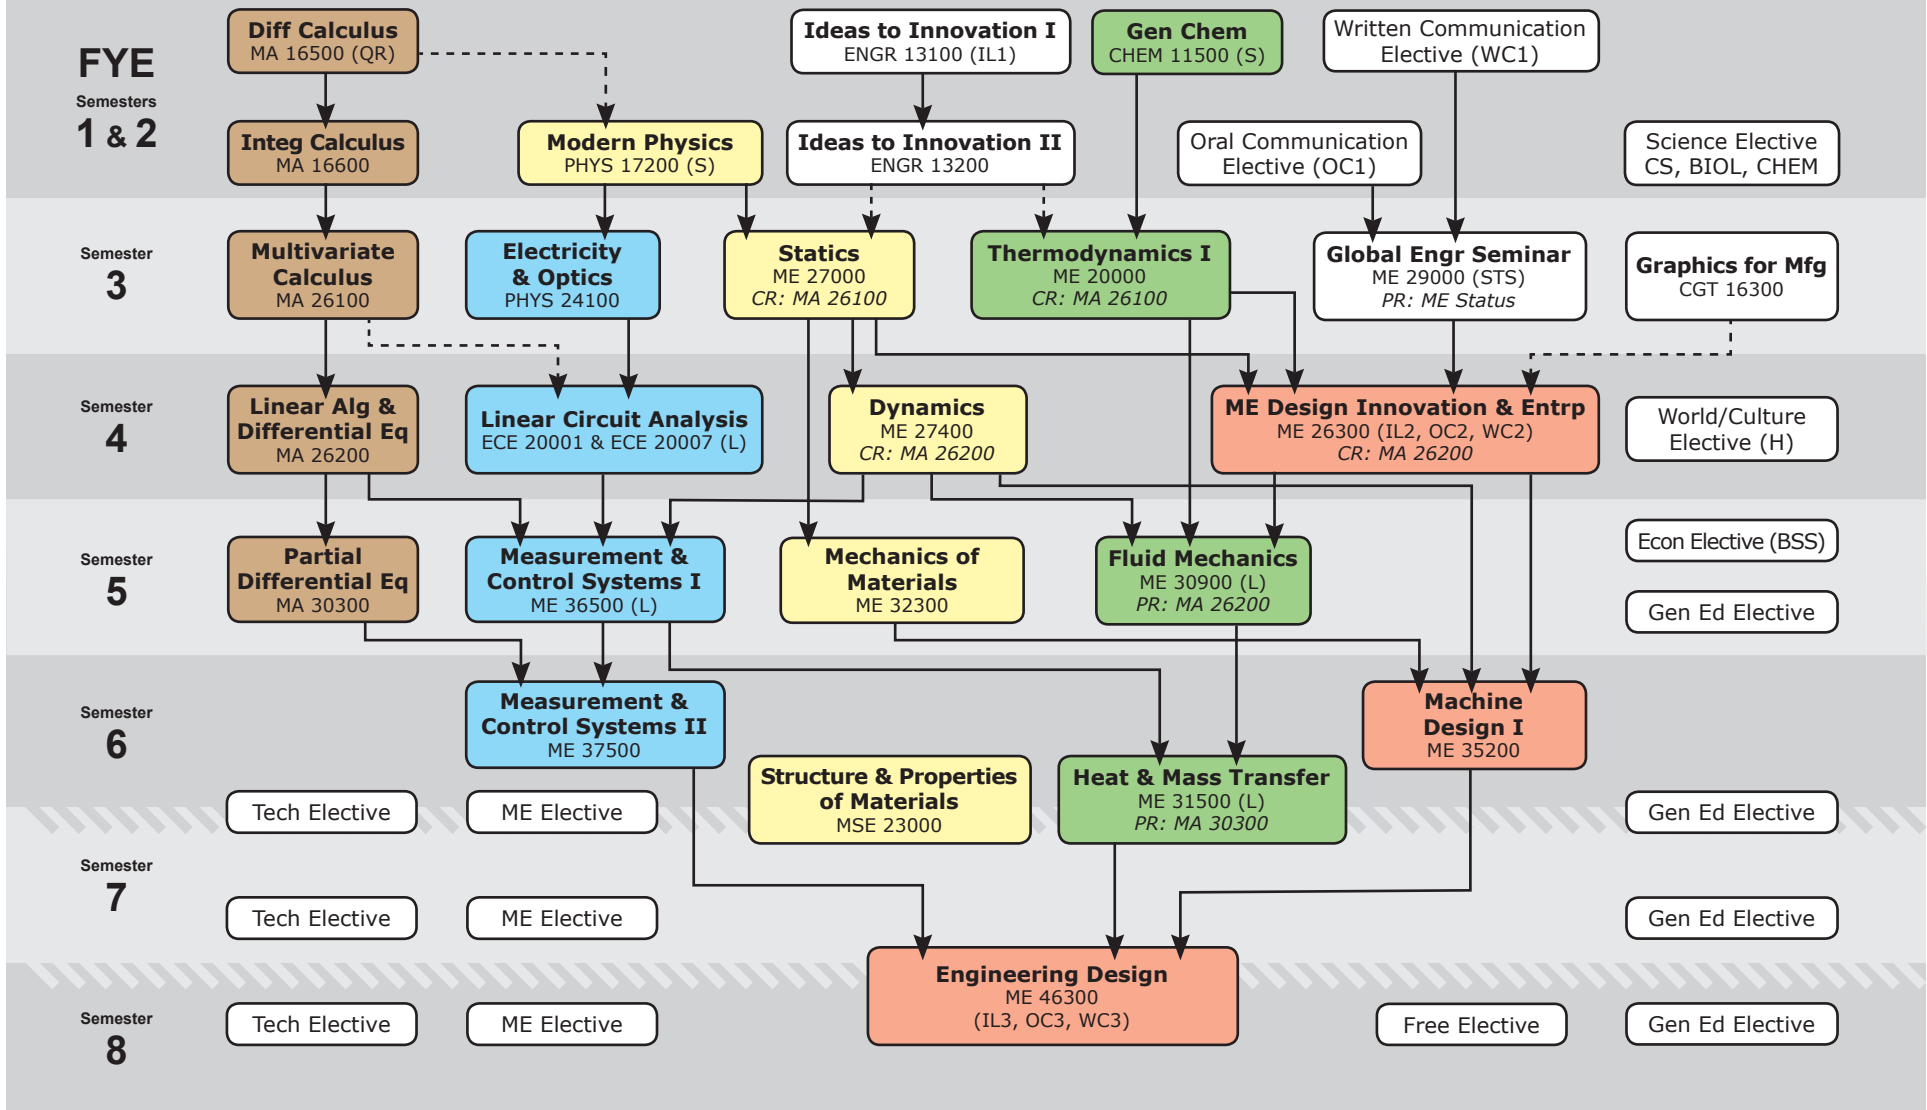 FYE
Semesters
1 & 2
Diff Calculus
MA 16500 (QR)
Ideas to Innovation I
ENGR 13100 (IL1)
Gen Chem
CHEM 11500 (S)
Written Communication
Elective (WC1)
Integ Calculus
MA 16600
Modern Physics
PHYS 17200 (S)
Ideas to Innovation II
ENGR 13200
Oral Communication
Elective (OC1)
Science Elective
CS, BIOL, CHEM
Semester
3
Multivariate
Calculus
MA 26100
Electricity
& Optics
PHYS 24100
Statics
ME 27000
CR: MA 26100
Thermodynamics I
ME 20000
CR: MA 26100
Global Engr Seminar
ME 29000 (STS)
PR: ME Status
Graphics for Mfg
CGT 16300
Semester
4
Linear Alg &
Differential Eq
MA 26200
Linear Circuit Analysis
ECE 20001 & ECE 20007 (L)
Dynamics
ME 27400
CR: MA 26200
ME Design Innovation & Entrp
ME 26300 (IL2, OC2, WC2)
CR: MA 26200
World/Culture
Elective (H)
Semester
5
Partial
Differential Eq
MA 30300
Measurement &
Control Systems I
ME 36500 (L)
Mechanics of
Materials
ME 32300
Fluid Mechanics
ME 30900 (L)
PR: MA 26200
Econ Elective (BSS)
Gen Ed Elective
Semester
6
Measurement &
Control Systems II
ME 37500
Machine
Design I
ME 35200
Structure & Properties
of Materials
MSE 23000
Heat & Mass Transfer
ME 31500 (L)
PR: MA 30300
Tech Elective
ME Elective
Gen Ed Elective
Semester
7
Tech Elective
ME Elective
Gen Ed Elective
Engineering Design
ME 46300
(IL3, OC3, WC3)
Semester
8
Tech Elective
ME Elective
Free Elective
Gen Ed Elective